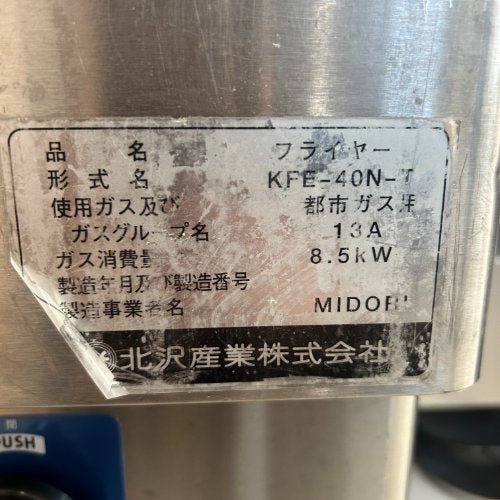 品名 フライヤー
形式名 KFE-40N-T
使用ガス及び 都市ガス用
ガスグループ名 13A
ガス消費量 8.5kW
製造年月及び製造番号
製造事業者名 MIDORI
北沢産業株式会社
開
PUSH